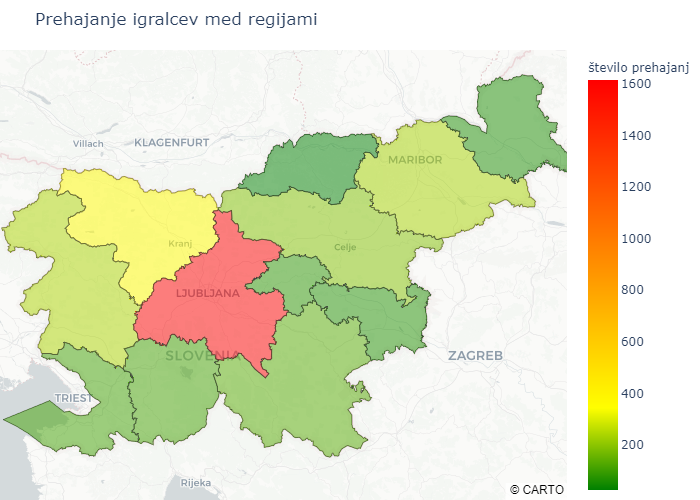 Prehajanje igralcev med regijami
število prehajanj
1600
1400
1200
1000
800
600
400
200
Villach
KLAGENFURT
MARIBOR
Kranj
Celje
LJUBLJANA
SLOVENIA
ZAGREB
TRIEST
Rijeka
© CARTO